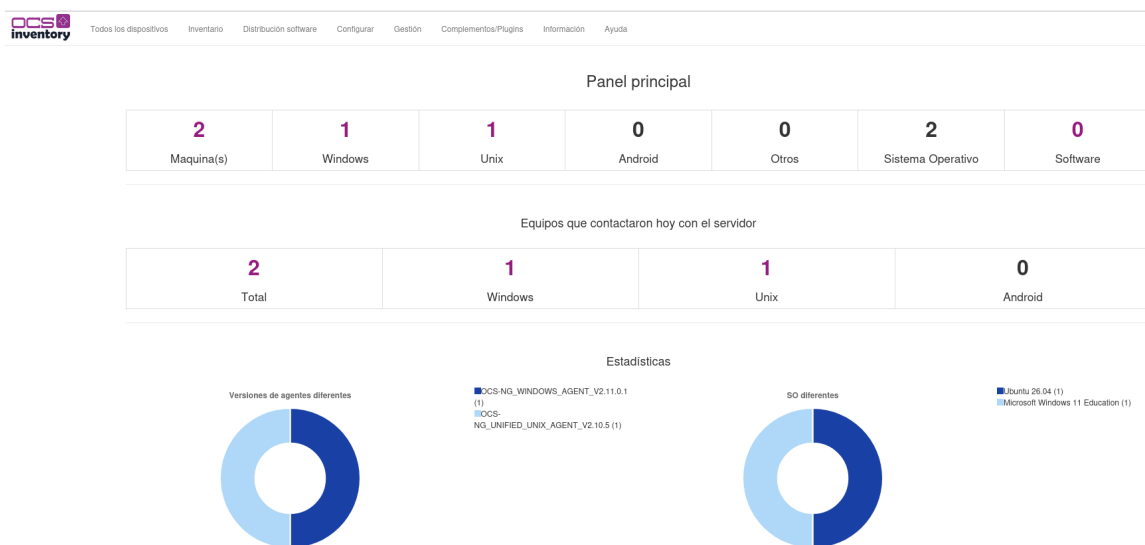 OCS
inventory
Todos los dispositivos Inventario Distribución software Configurar Gestión Complementos/Plugins Información Ayuda
Panel principal
2 1 1 0 0 2 0
Maquina(s) Windows Unix Android Otros Sistema Operativo Software
Equipos que contactaron hoy con el servidor
2 1 1 0
Total Windows Unix Android
Estadísticas
Versiones de agentes diferentes
OCS-NG_WINDOWS_AGENT_V2.11.0.1
(1)
OCS-
NG_UNIFIED_UNIX_AGENT_V2.10.5 (1)
SO diferentes
Ubuntu 26.04 (1)
Microsoft Windows 11 Education (1)